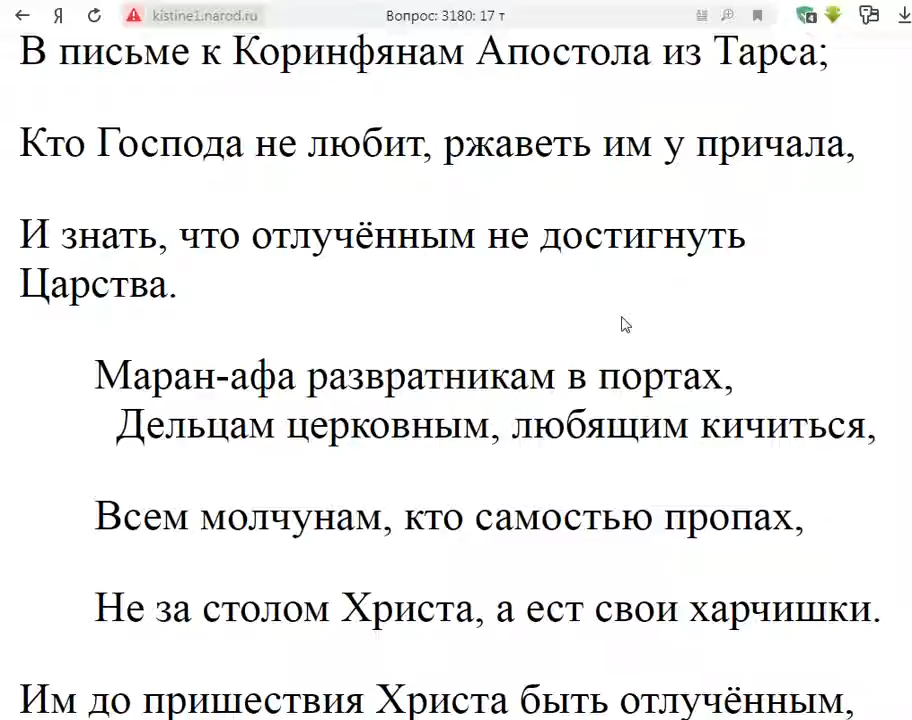 Я kistine1.narod.ru Вопрос: 3180: 17 т
В письме к Коринфянам Апостола из Тарса;
Кто Господа не любит, ржаветь им у причала,
И знать, что отлучённым не достигнуть
Царства.
Маран-афа развратникам в портах,
Дельцам церковным, любящим кичиться,
Всем молчунам, кто самостью пропах,
Не за столом Христа, а ест свои харчишки.
Им до пришествия Христа быть отлучённым,